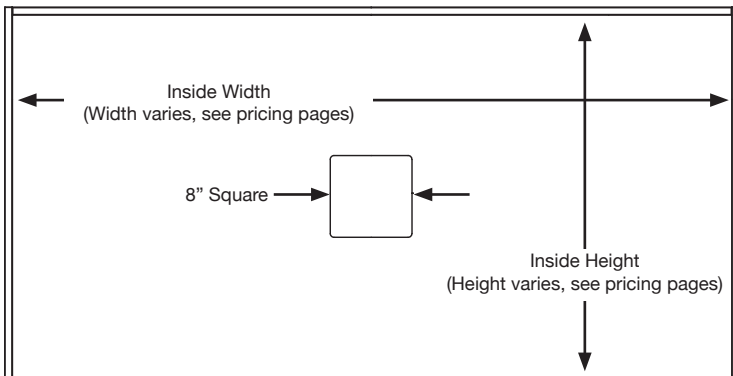 Inside Width
(Width varies, see pricing pages)
8” Square
Inside Height
(Height varies, see pricing pages)